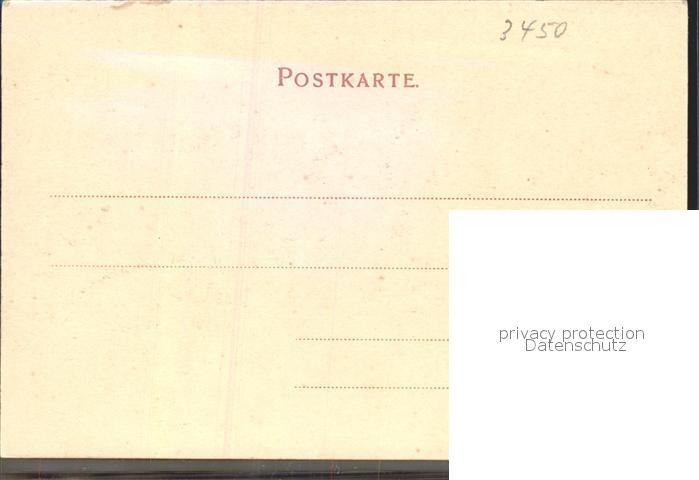 3450
POSTKARTE.
privacy protection
Datenschutz